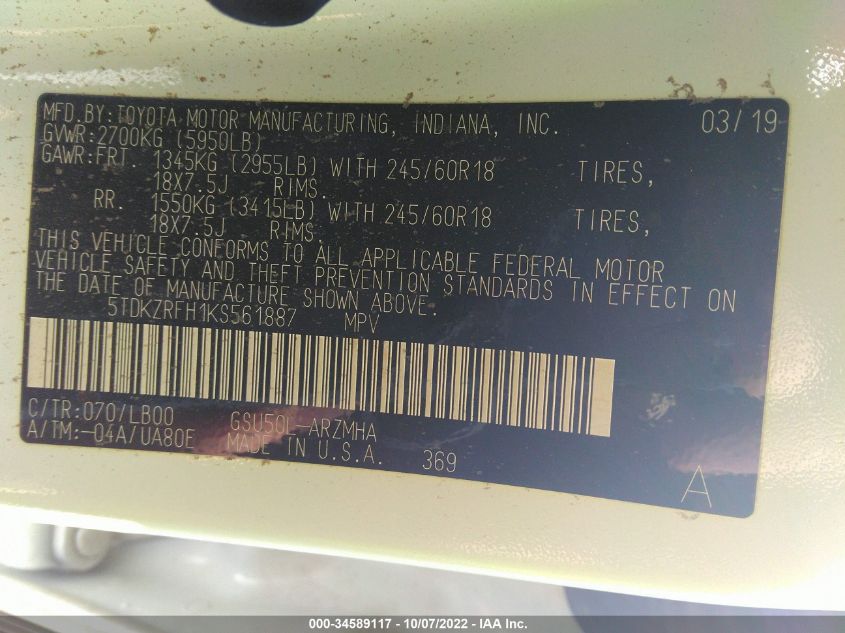 MFD.BY:TOYOTA MOTOR MANUFACTURING, INDIANA, INC. 03/19
GVWR:2700KG (5950LB)
GAWR:FRT. 1345KG (2955LB) WITH 245/60R18 TIRES,
18X7.5J RIMS.
RR. 1550KG (3415LB) WITH 245/60R18 TIRES,
18X7.5J RIMS.
THIS VEHICLE CONFORMS TO ALL APPLICABLE FEDERAL MOTOR
VEHICLE SAFETY AND THEFT PREVENTION STANDARDS IN EFFECT ON
THE DATE OF MANUFACTURE SHOWN ABOVE.
5TDKZRFH1KS561887 MPV
C/TR:070/LB00 GSU50L-ARZMHA
A/TM:-04A/UA80E MADE IN U.S.A. 369
A
000-34589117 - 10/07/2022 - IAA Inc.